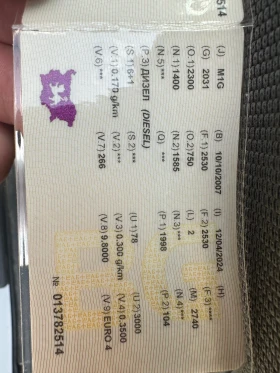 514
(J) M1G (B) 10/10/2007 (I) 12/04/2024 (H)
(G) 2031 (F.1) 2530 (F.2) 2530 (F.3) ****
(O.1) 2300 (O.2) 750 (L) 2 (M) 2740
(N.1) 1400 (N.2) 1585 (N.3) *** (N.4) ***
(N.5) *** (Q) *** (P.1) 1998 (P.2) 104
(P.3) ДИЗЕЛ (DIESEL)
(S.1) 6+1 (S.2) *** (U.1) 78 (U.2) 3000
(V.1) 0.170 g/km (V.2) *** (V.3) 0.300 g/km (V.4) 0.3500
(V.6) *** (V.7) 266 (V.8) 9.8000 (V.9) EURO 4
№ 013782514